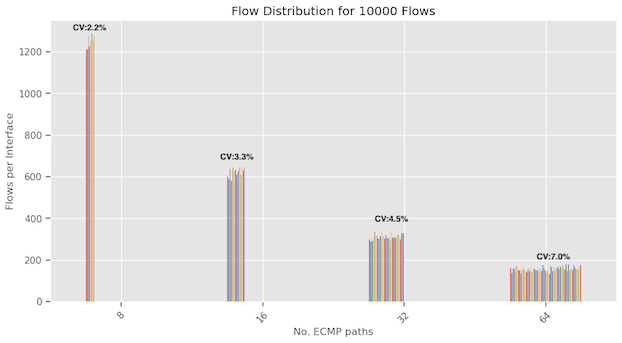 Flow Distribution for 10000 Flows
CV:2.2%
CV:3.3%
CV:4.5%
CV:7.0%
1200
1000
800
600
400
200
0
Flows per Interface
8
16
32
64
No. ECMP paths